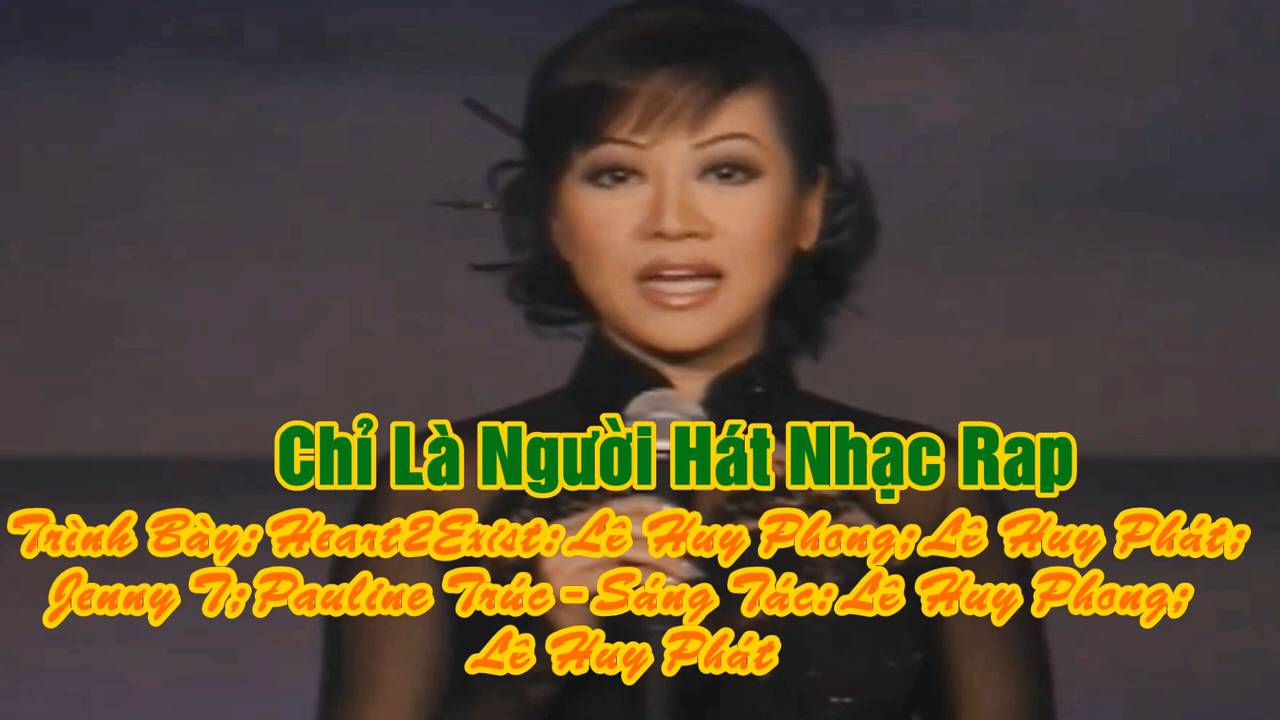 Chỉ Là Người Hát Nhạc Rap
Trình Bày: Heart2Exist: Lê Huy Phong; Lê Huy Phát;
Jenny T; Pauline Trúc - Sáng Tác: Lê Huy Phong;
Lê Huy Phát